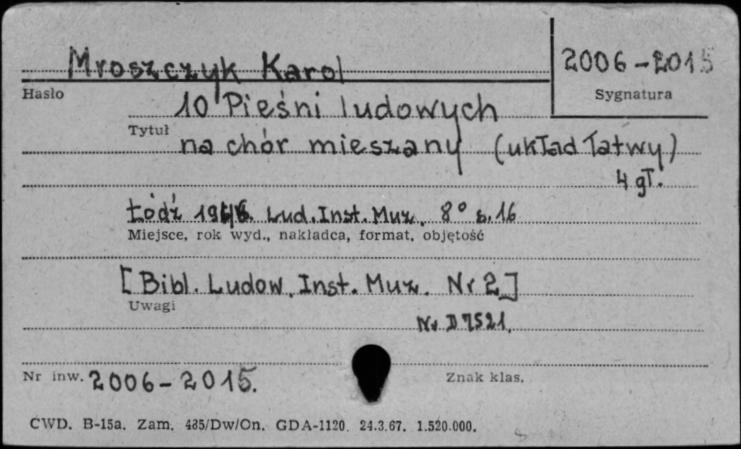 Mroszczyk Karol
2006-2015
Hasło
Sygnatura
10 Pieśni ludowych
Tytuł
na chór mieszany (układ łatwy)
4 gł.
Łódź Lud. Inst. Muz. 8° s. 16
Miejsce, rok wyd., nakładca, format, objętość
[Bibl. Ludow. Inst. Muz. Nr 2]
Uwagi
Nr D 7521.
Nr inw. 2006-2015.
Znak klas.
CWD. B-15a. Zam. 485/Dw/On. GDA-1120. 24.3.67. 1.520.000.